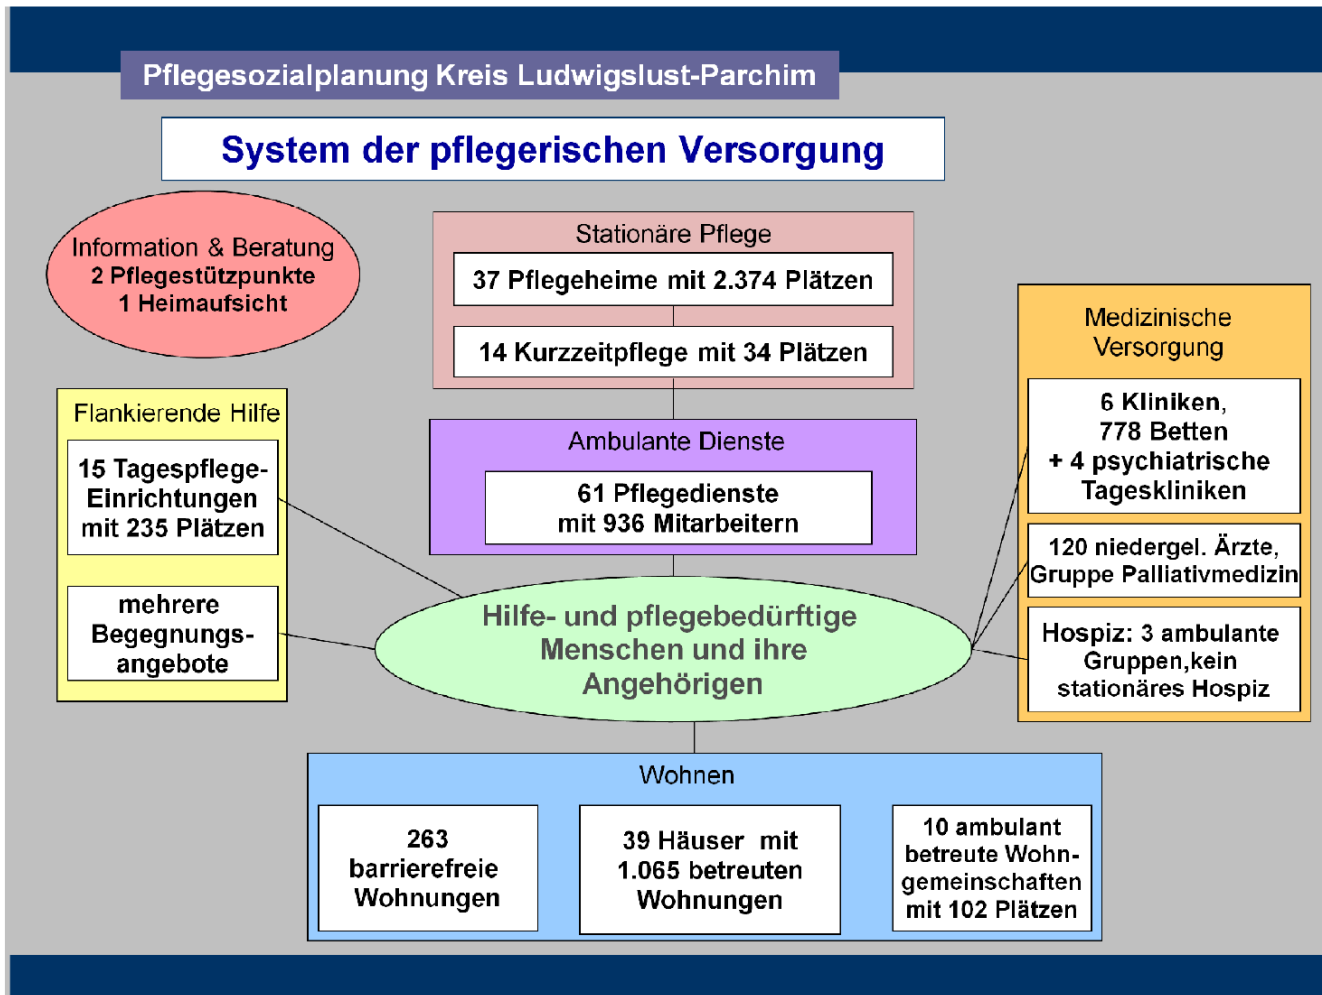 Pflegesozialplanung Kreis Ludwigslust-Parchim
System der pflegerischen Versorgung
Information & Beratung
2 Pflegestützpunkte
1 Heimaufsicht
Stationäre Pflege
37 Pflegeheime mit 2.374 Plätzen
14 Kurzzeitpflege mit 34 Plätzen
Medizinische
Versorgung
6 Kliniken,
778 Betten
+ 4 psychiatrische
Tageskliniken
120 niedergel. Ärzte,
Gruppe Palliativmedizin
Hospiz: 3 ambulante
Gruppen,kein
stationäres Hospiz
Flankierende Hilfe
15 Tagespflege-
Einrichtungen
mit 235 Plätzen
mehrere
Begegnungs-
angebote
Ambulante Dienste
61 Pflegedienste
mit 936 Mitarbeitern
Hilfe- und pflegebedürftige
Menschen und ihre
Angehörigen
Wohnen
263
barrierefreie
Wohnungen
39 Häuser mit
1.065 betreuten
Wohnungen
10 ambulant
betreute Wohn-
gemeinschaften
mit 102 Plätzen